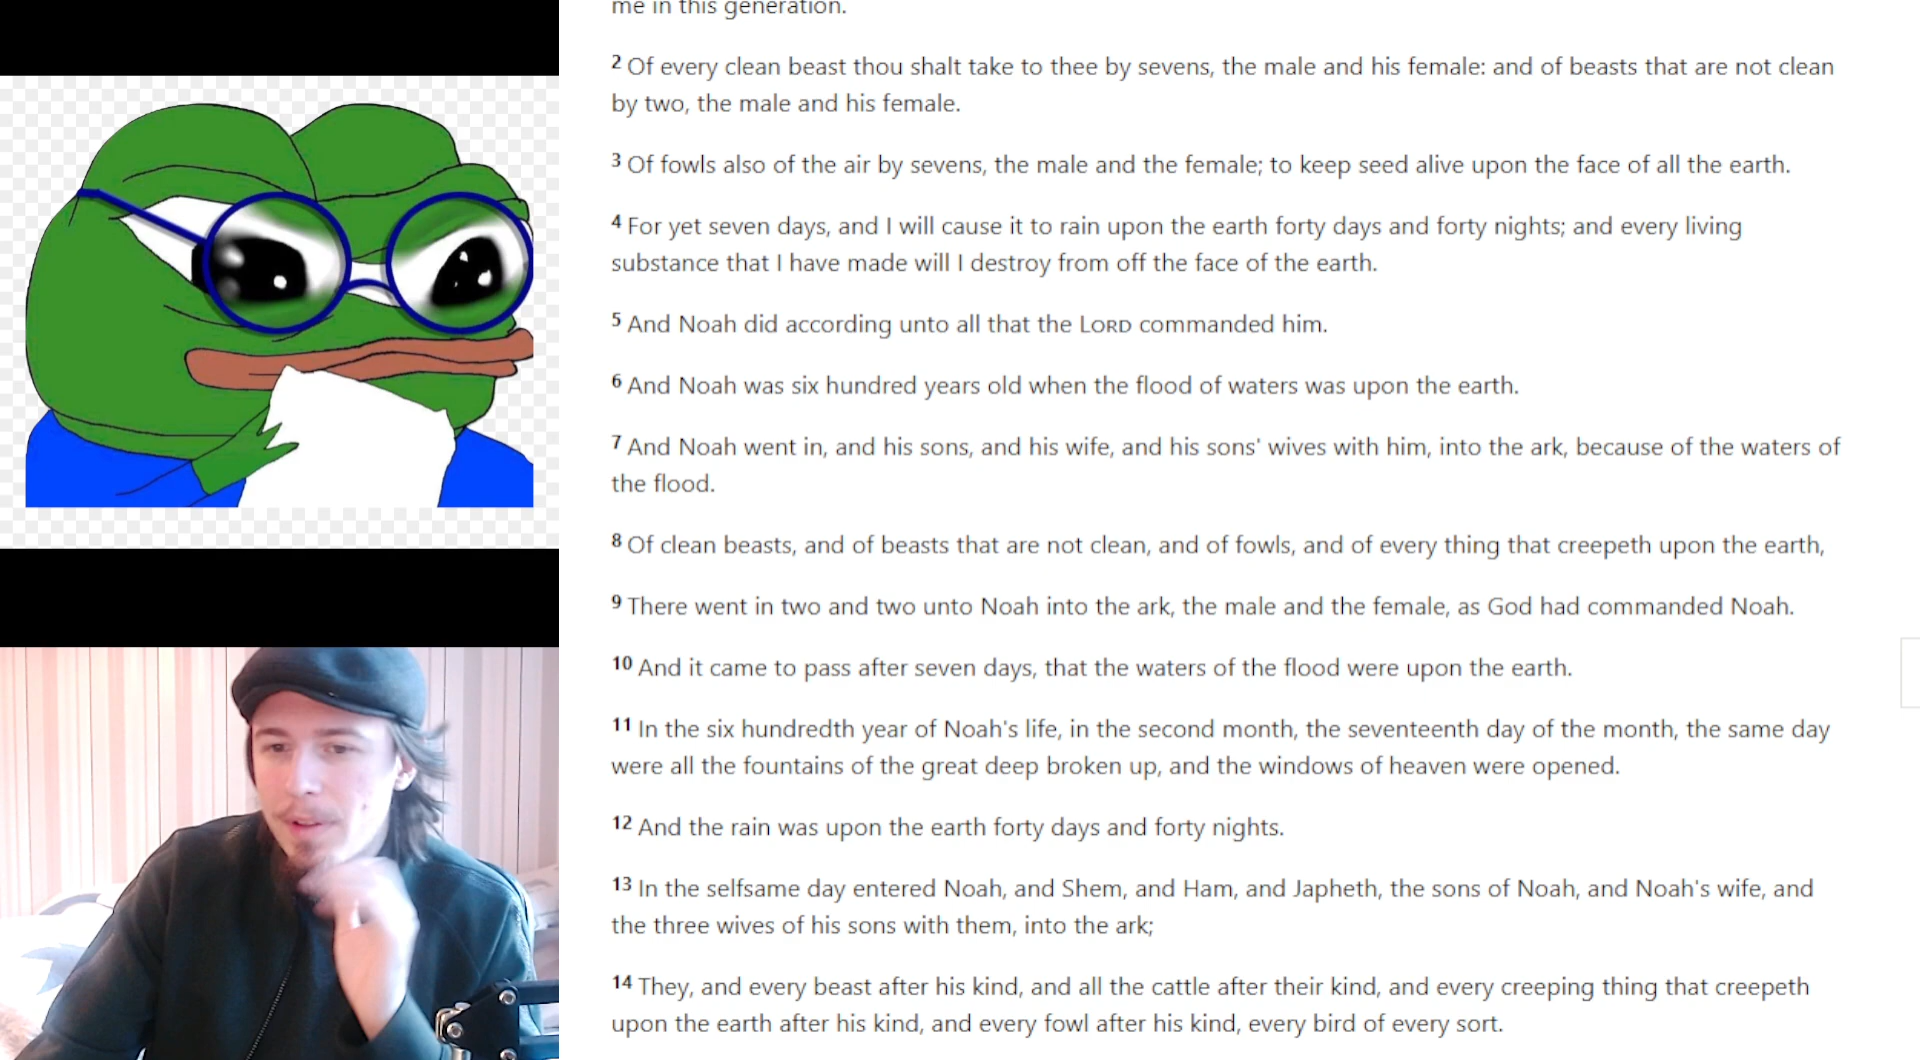 me in this generation.
2 Of every clean beast thou shalt take to thee by sevens, the male and his female: and of beasts that are not clean
by two, the male and his female.
3 Of fowls also of the air by sevens, the male and the female; to keep seed alive upon the face of all the earth.
4 For yet seven days, and I will cause it to rain upon the earth forty days and forty nights; and every living
substance that I have made will I destroy from off the face of the earth.
5 And Noah did according unto all that the LORD commanded him.
6 And Noah was six hundred years old when the flood of waters was upon the earth.
7 And Noah went in, and his sons, and his wife, and his sons' wives with him, into the ark, because of the waters of
the flood.
8 Of clean beasts, and of beasts that are not clean, and of fowls, and of every thing that creepeth upon the earth,
9 There went in two and two unto Noah into the ark, the male and the female, as God had commanded Noah.
10 And it came to pass after seven days, that the waters of the flood were upon the earth.
11 In the six hundredth year of Noah's life, in the second month, the seventeenth day of the month, the same day
were all the fountains of the great deep broken up, and the windows of heaven were opened.
12 And the rain was upon the earth forty days and forty nights.
13 In the selfsame day entered Noah, and Shem, and Ham, and Japheth, the sons of Noah, and Noah's wife, and
the three wives of his sons with them, into the ark;
14 They, and every beast after his kind, and all the cattle after their kind, and every creeping thing that creepeth
upon the earth after his kind, and every fowl after his kind, every bird of every sort.